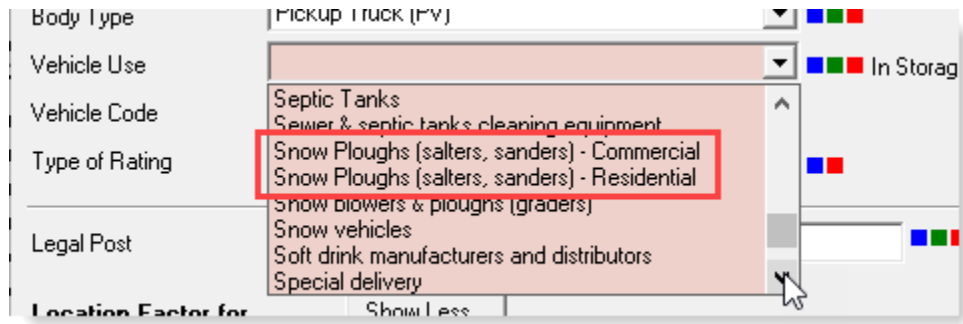 Body Type
Pickup Truck (PV)
Vehicle Use
In Storag
Vehicle Code
Septic Tanks
Sewer & septic tanks cleaning equipment
Snow Ploughs (salters, sanders) - Commercial
Type of Rating
Snow Ploughs (salters, sanders) - Residential
Snow blowers & ploughs (graders)
Legal Post
Snow vehicles
Soft drink manufacturers and distributors
Special delivery
Location Factor for
Show Less